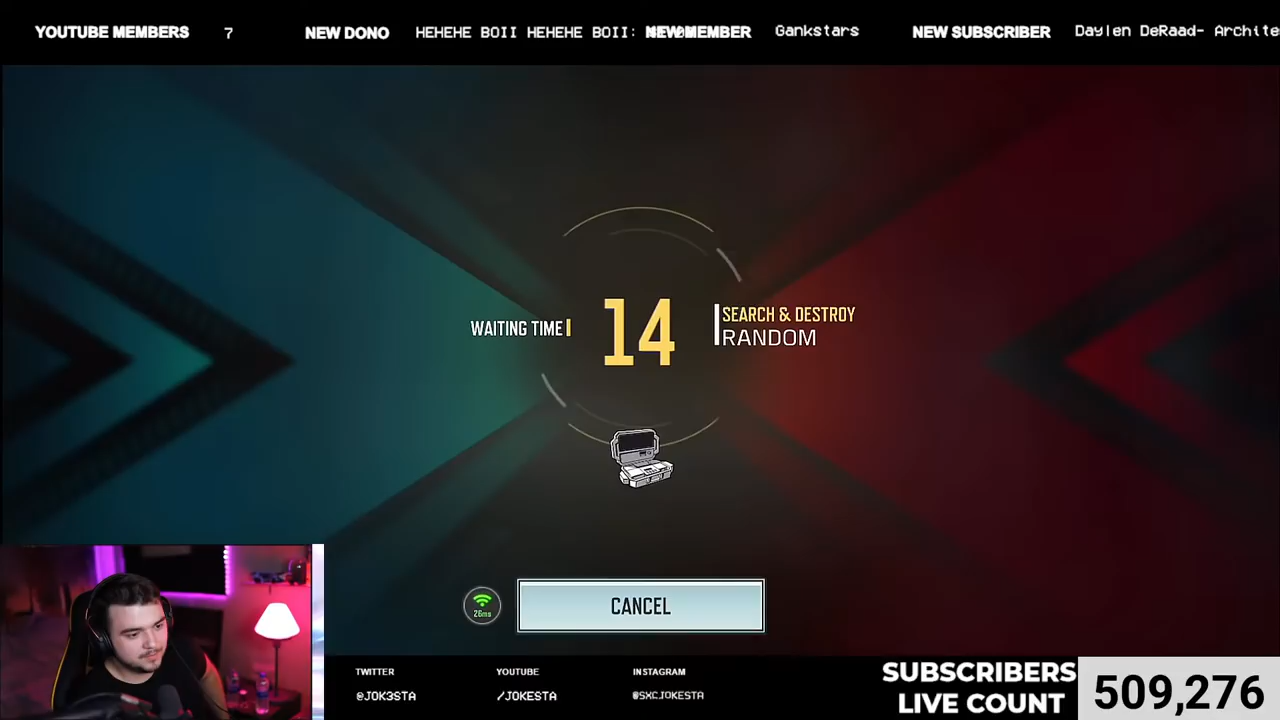 YOUTUBE MEMBERS 7 NEW DONO HEHEHE BOII HEHEHE BOII: NEW MEMBER Gankstars NEW SUBSCRIBER Daylen DeRaad- Archite
WAITING TIME
14
SEARCH & DESTROY
RANDOM
26ms
CANCEL
TWITTER YOUTUBE INSTAGRAM
@JOK3STA /JOKESTA @SXCJOKESTA
SUBSCRIBERS
LIVE COUNT
509,276